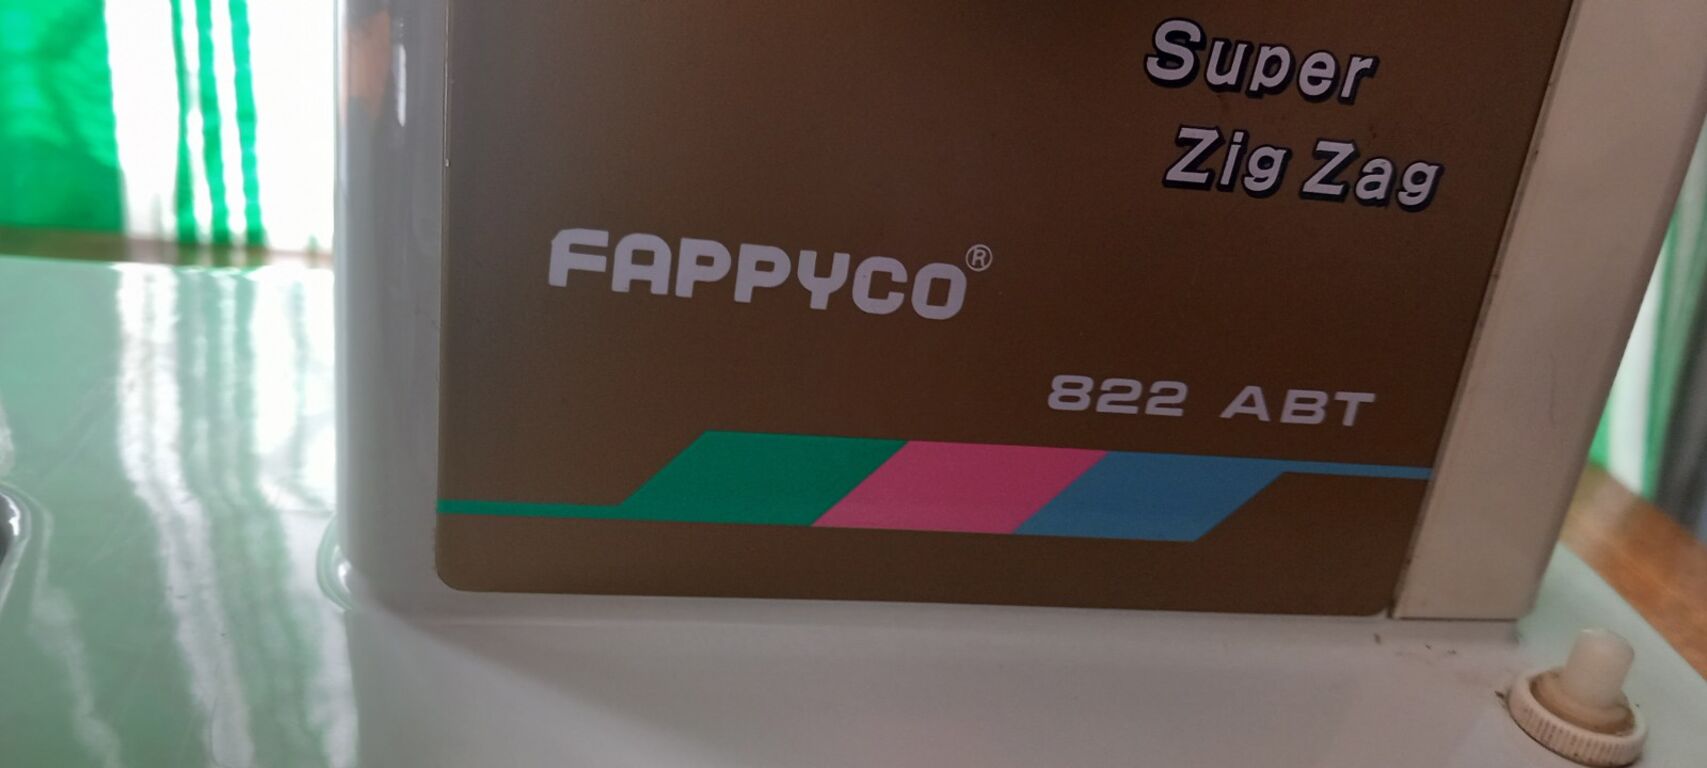 Super
Zig Zag
FAPPYCO®
822 ABT